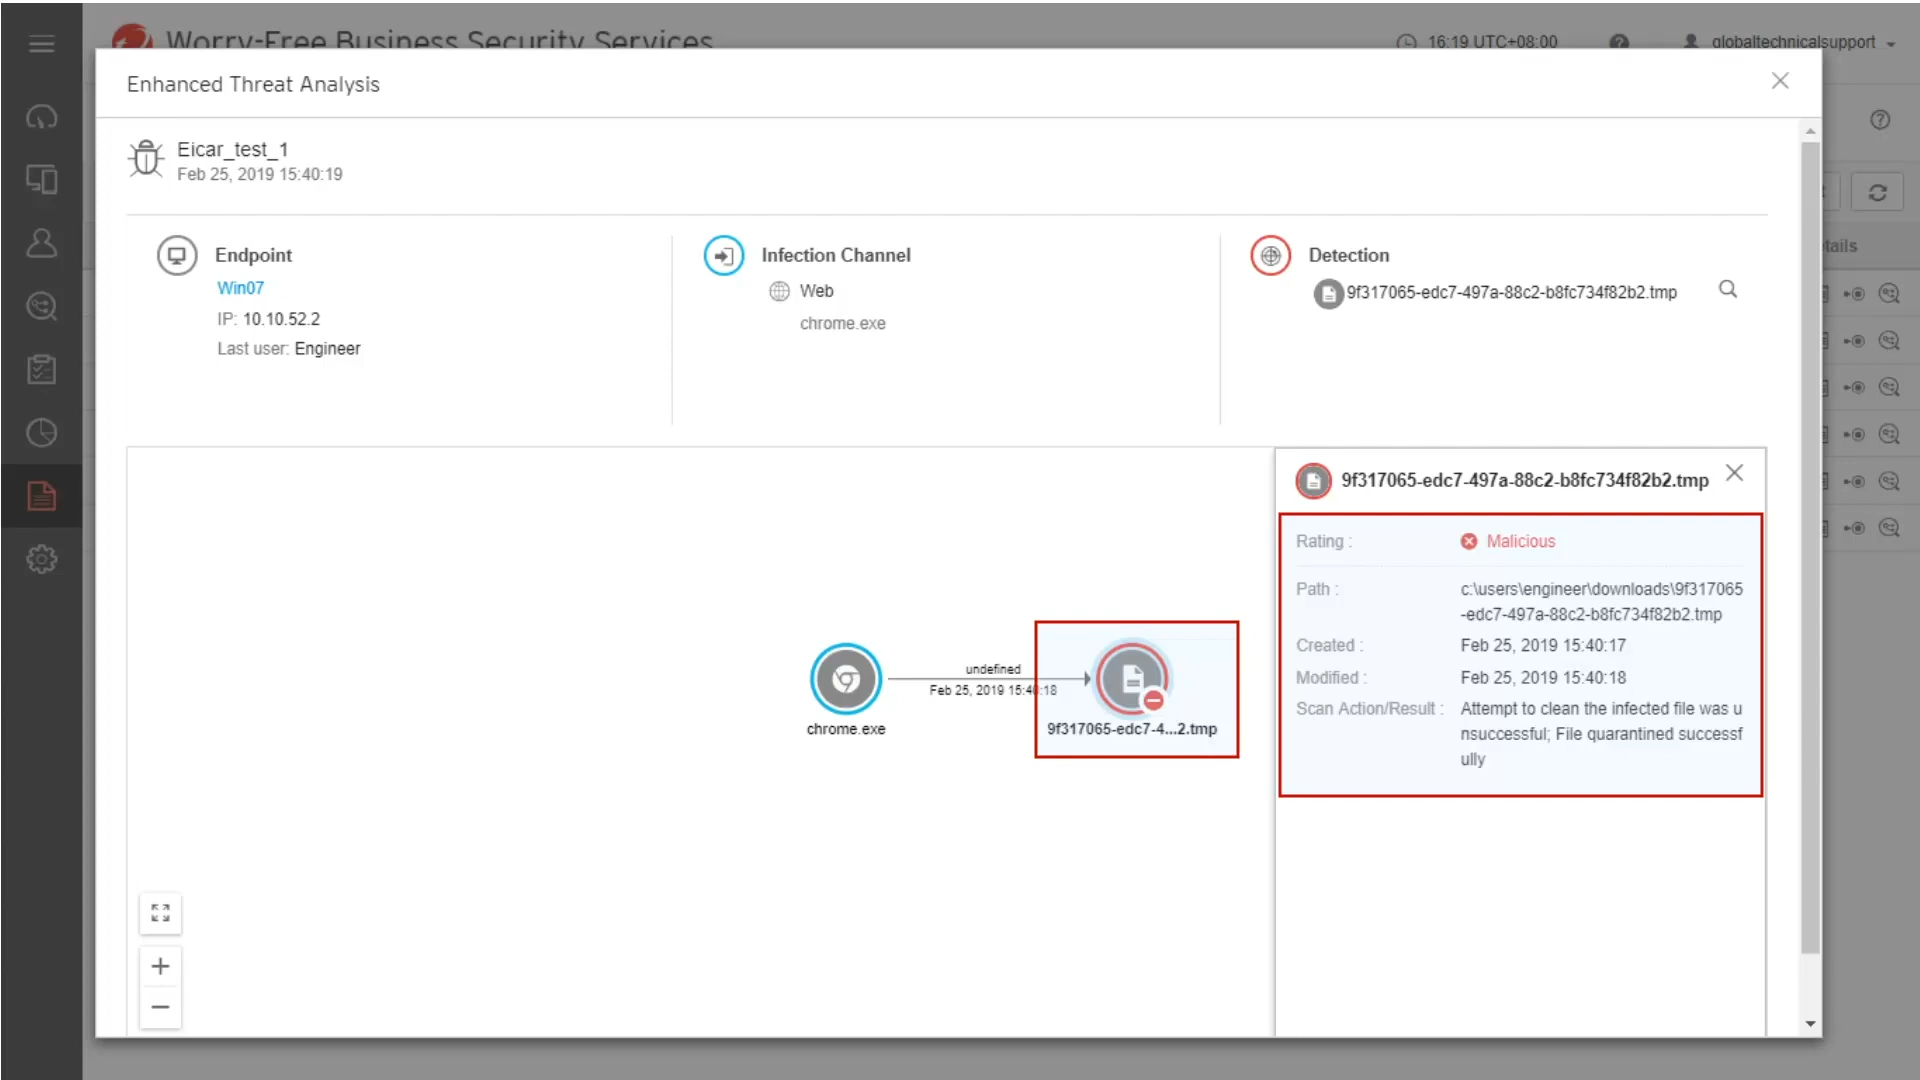 Worry-Free Business Security Services
16:19 UTC+08:00
globaltechnicalsupport
Enhanced Threat Analysis
Eicar_test_1
Feb 25, 2019 15:40:19
Endpoint
Win07
IP: 10.10.52.2
Last user: Engineer
Infection Channel
Web
chrome.exe
Detection
9f317065-edc7-497a-88c2-b8fc734f82b2.tmp
undefined
Feb 25, 2019 15:40:18
chrome.exe
9f317065-edc7-4...2.tmp
9f317065-edc7-497a-88c2-b8fc734f82b2.tmp
Rating : Malicious
Path : c:\users\engineer\downloads\9f317065
-edc7-497a-88c2-b8fc734f82b2.tmp
Created : Feb 25, 2019 15:40:17
Modified : Feb 25, 2019 15:40:18
Scan Action/Result : Attempt to clean the infected file was u
nsuccessful; File quarantined successf
ully